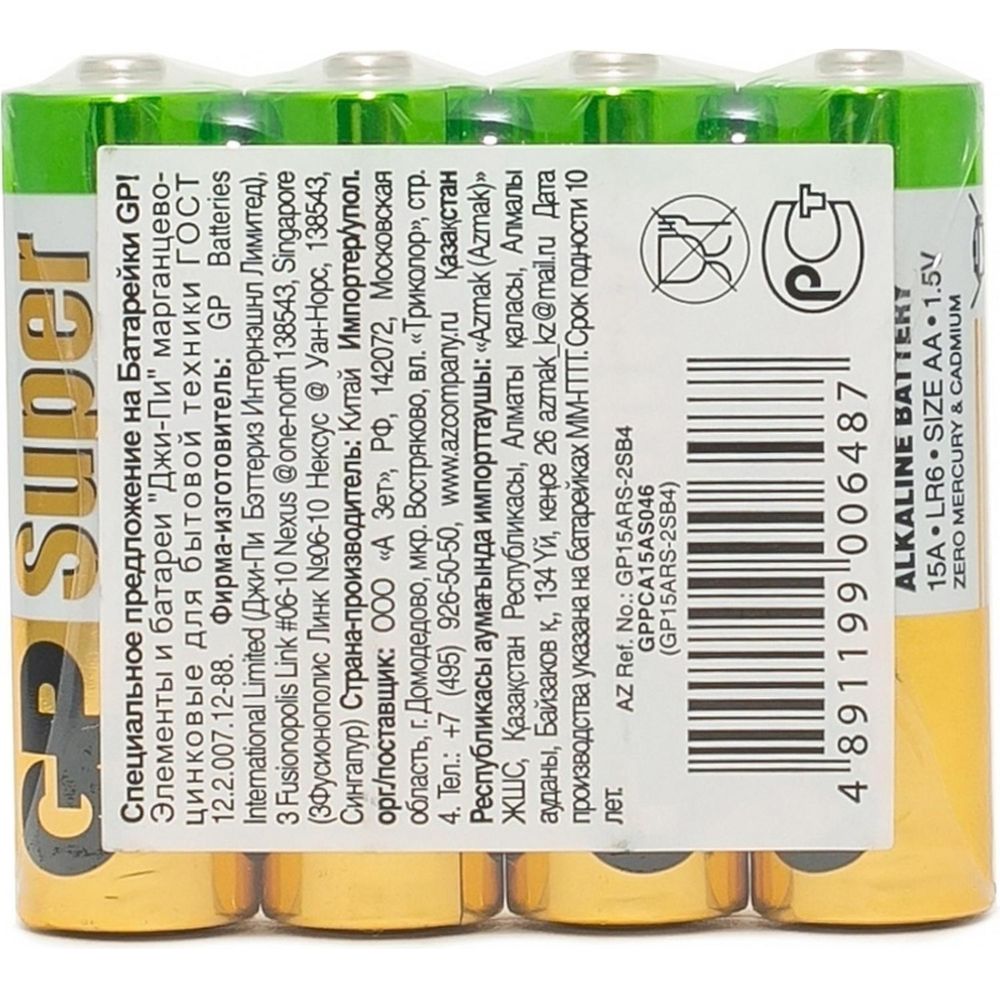 GP Super
Специальное предложение на Батарейки GP!
Элементы и батареи "Джи-Пи" марганцево-
цинковые для бытовой техники ГОСТ
12.2.007.12-88. Фирма-изготовитель: GP Batteries
International Limited (Джи-Пи Бэттериз Интернэшнл Лимитед),
3 Fusionopolis Link #06-10 Nexus @one-north 138543, Singapore
(3Фусионополис Линк №06-10 Нексус @ Уан-Норс, 138543,
Сингапур) Страна-производитель: Китай Импортер/упол.
орг./поставщик: ООО «А Зет», РФ, 142072, Московская
область, г. Домодедово, мкр. Востряково, вл. «Триколор», стр.
4. Тел.: +7 (495) 926-50-50, www.azcompany.ru Қазақстан
Республикасы аумағында импорттаушы: «Azmak (Azmak)»
ЖШС, Қазақстан Республикасы, Алматы қаласы, Алмалы
ауданы, Байзаков к, 134 Үй, кеңсе 26 azmak_kz@mail.ru Дата
производства указана на батарейках ММ-ГГГГ.Срок годности 10
лет.
AZ Ref. No.: GP15ARS-2SB4
GPPCA15AS046
(GP15ARS-2SB4)
4 891199 006487
РСТ
ALKALINE BATTERY
15A • LR6 • SIZE AA • 1.5V
ZERO MERCURY & CADMIUM